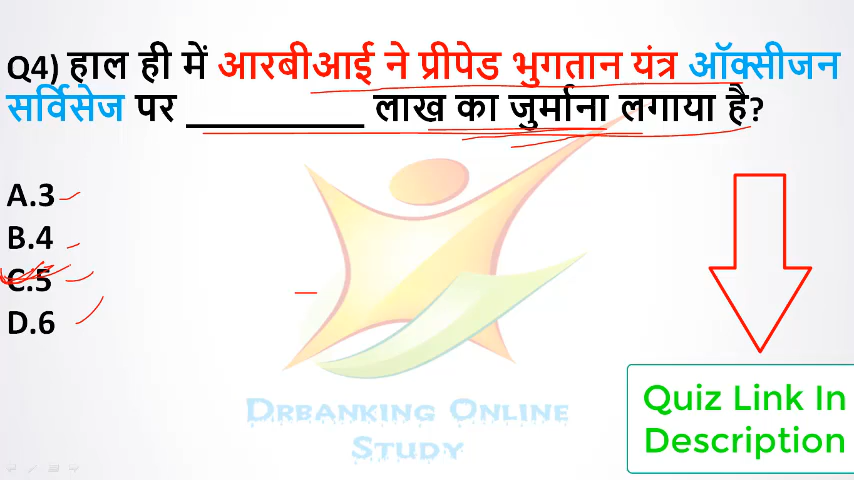 Q4) हाल ही में आरबीआई ने प्रीपेड भुगतान यंत्र ऑक्सीजन
सर्विसेज पर __________ लाख का जुर्माना लगाया है?
A.3
B.4
C.5
D.6
Drbanking Online
Study
Quiz Link In
Description